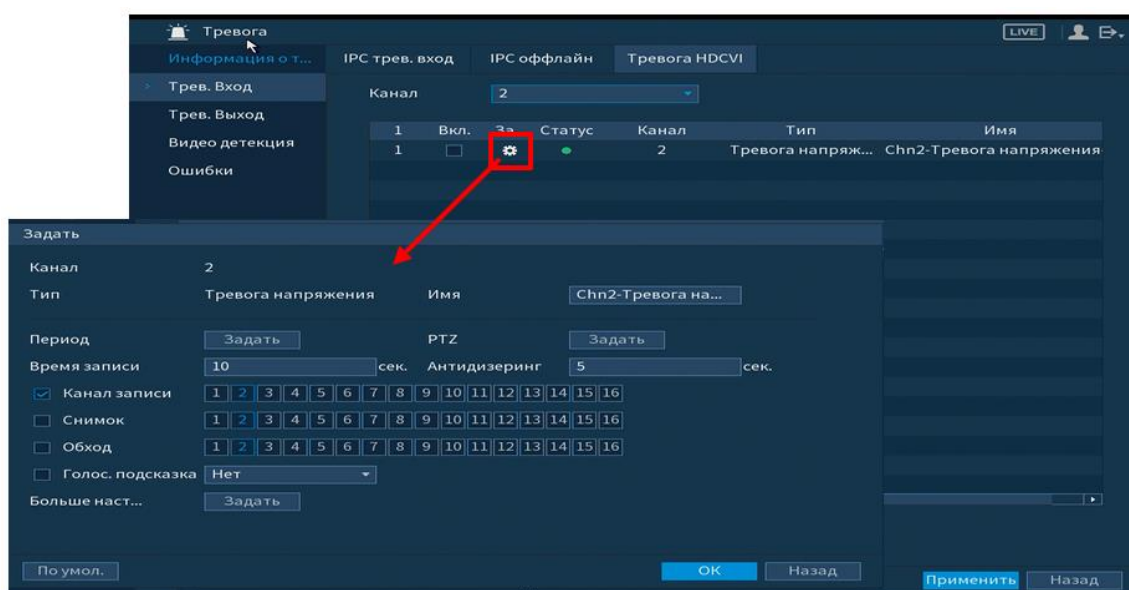 Тревога LIVE
Информация о т... IPC трев. вход IPC оффлайн Тревога HDCVI
Трев. Вход
Канал 2
Трев. Выход
1 Вкл. За... Статус Канал Тип Имя
Видео детекция
1 2 Тревога напряж... Chn2-Тревога напряжения
Ошибки
Задать
Канал 2
Тип Тревога напряжения Имя Chn2-Тревога на...
Период Задать PTZ Задать
Время записи 10 сек. Антидизеринг 5 сек.
Канал записи 1 2 3 4 5 6 7 8 9 10 11 12 13 14 15 16
Снимок 1 2 3 4 5 6 7 8 9 10 11 12 13 14 15 16
Обход 1 2 3 4 5 6 7 8 9 10 11 12 13 14 15 16
Голос. подсказка Нет
Больше наст... Задать
По умол. OK Назад
Применить Назад